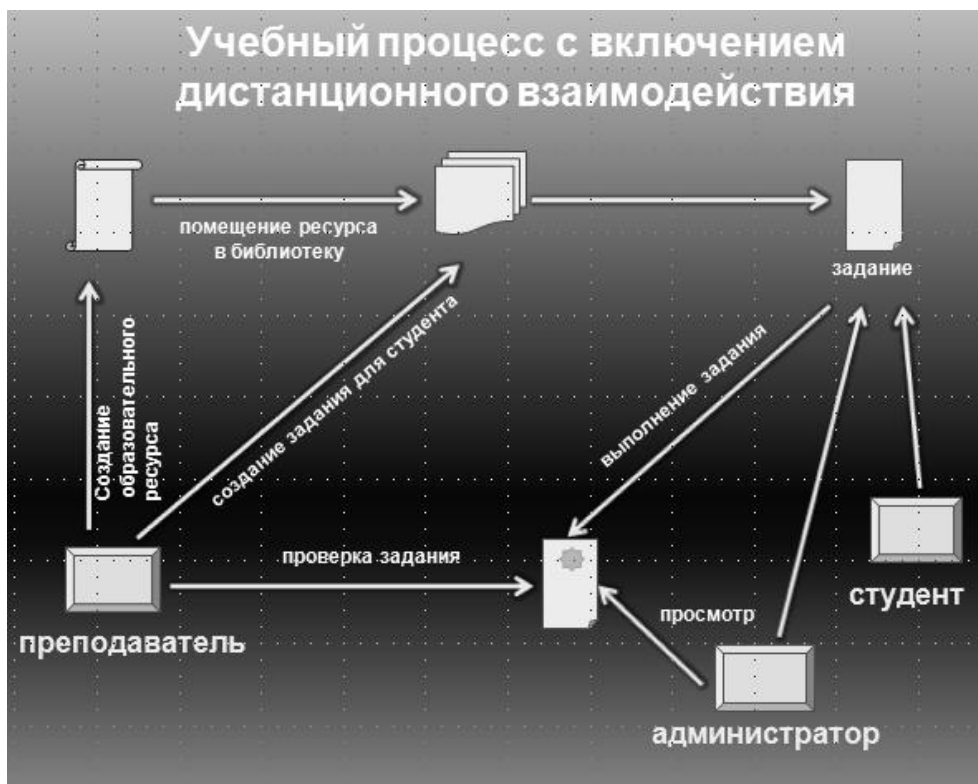 Учебный процесс с включением
дистанционного взаимодействия
помещение ресурса
в библиотеку
задание
Создание
образовательного
ресурса
создание задания для студента
выполнение задания
проверка задания
просмотр
студент
преподаватель
администратор